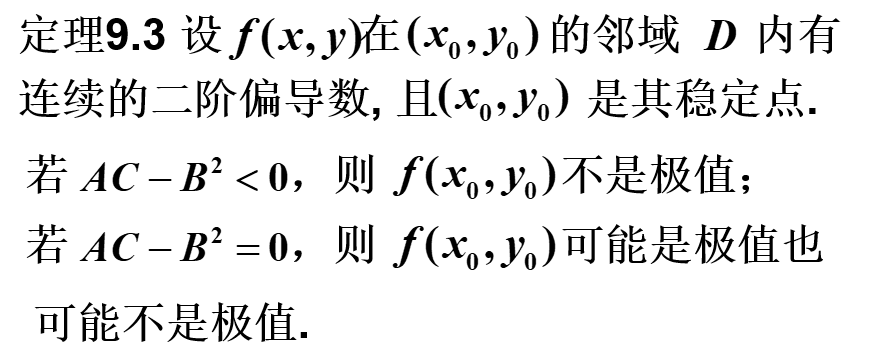 定理9.3 设 f(x,y)在(x₀,y₀)的邻域 D 内有
连续的二阶偏导数, 且(x₀,y₀) 是其稳定点.
若 AC − B² < 0，则 f(x₀,y₀)不是极值；
若 AC − B² = 0，则 f(x₀,y₀)可能是极值也
可能不是极值.